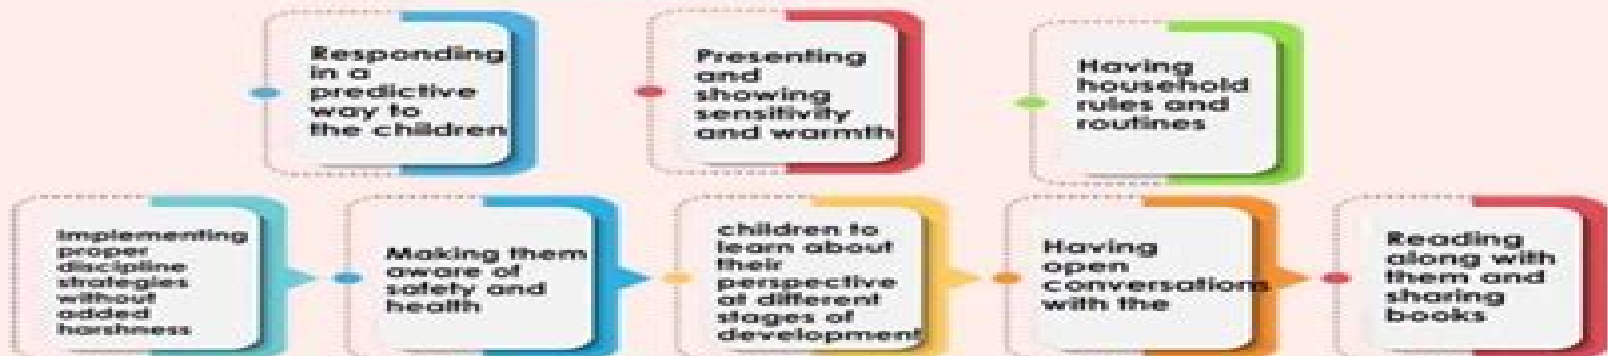 Responding
in a
predictive
way to
the children
Presenting
and
showing
sensitivity
and warmth
Having
household
rules and
routines
Implementing
proper
discipline
strategies
without
added
harshness
Making them
aware of
safety and
health
children to
learn about
their
perspective
at different
stages of
development
Having
open
conversations
with the
Reading
along with
them and
sharing
books